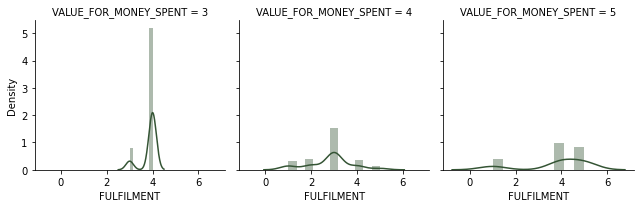 VALUE_FOR_MONEY_SPENT = 3
VALUE_FOR_MONEY_SPENT = 4
VALUE_FOR_MONEY_SPENT = 5
Density
5
4
3
2
1
0
0 2 4 6
0 2 4 6
0 2 4 6
FULFILMENT
FULFILMENT
FULFILMENT